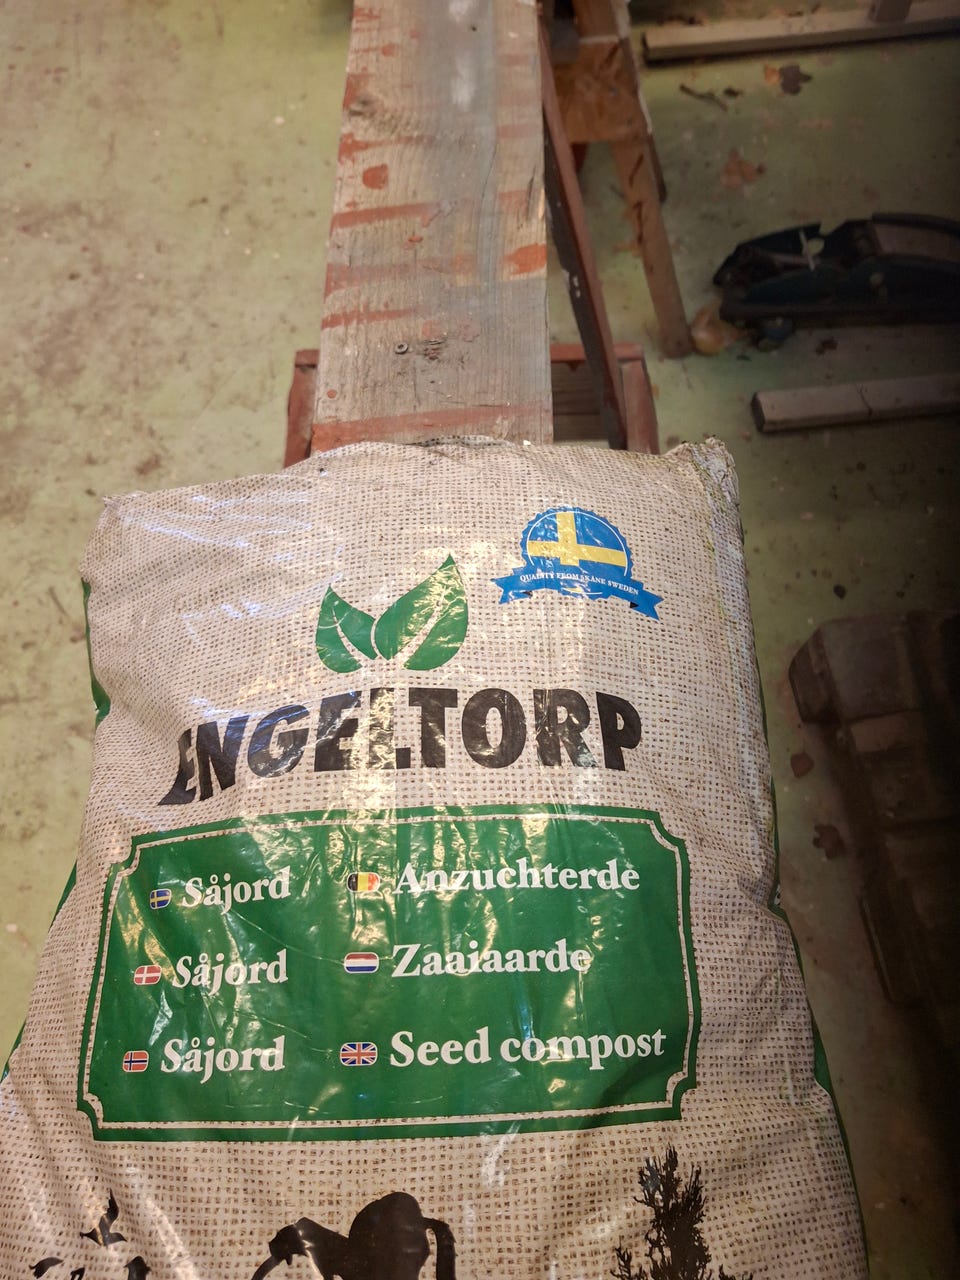 QUALITY FROM SKÅNE SWEDEN
ENGELTORP
Såjord
Anzuchterde
Såjord
Zaaiaarde
Såjord
Seed compost